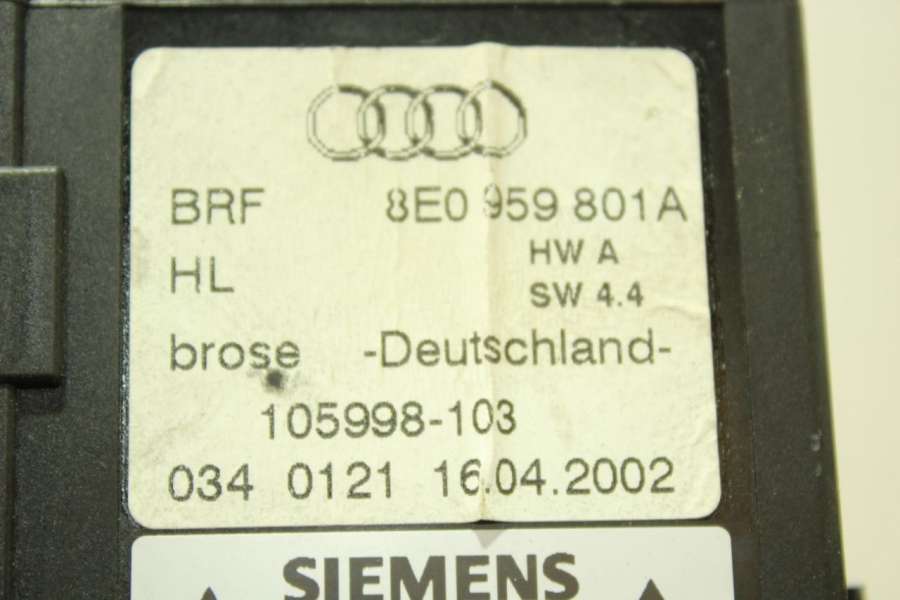 BRF 8E0 959 801A
HW A
HL
SW 4.4
brose -Deutschland-
105998-103
034 0121 16.04.2002
SIEMENS